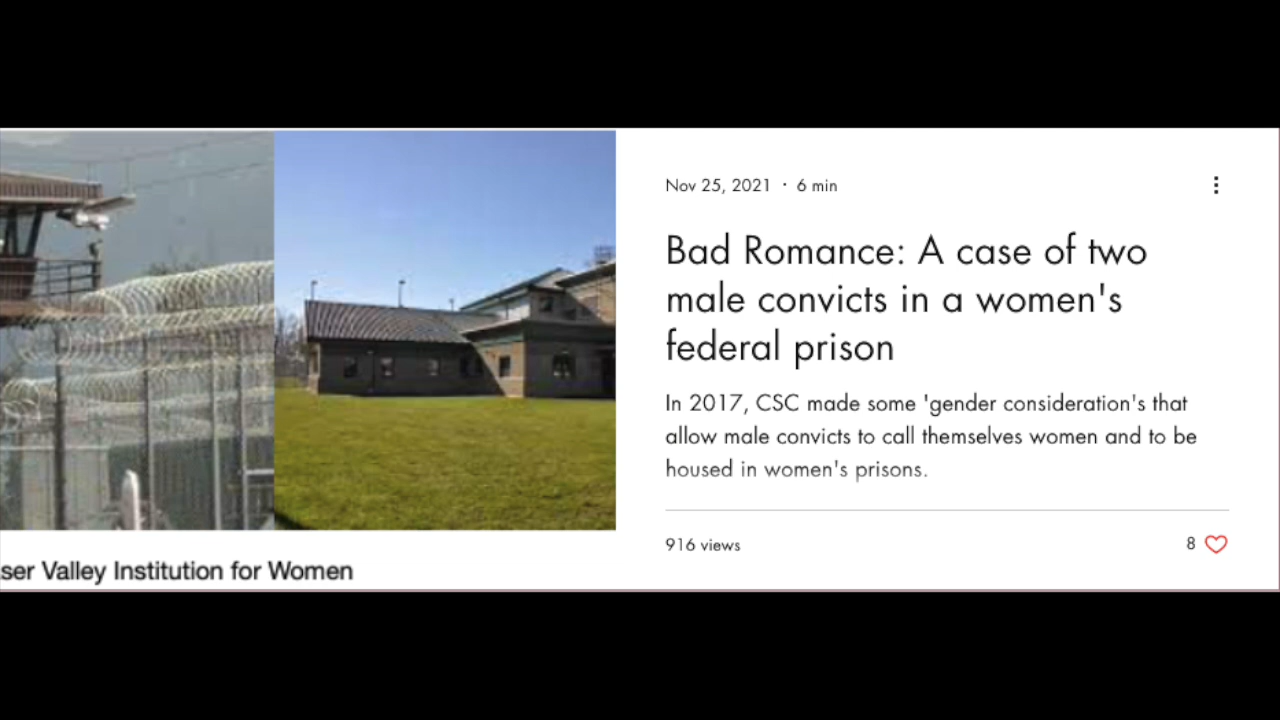 Nov 25, 2021 · 6 min
Bad Romance: A case of two
male convicts in a women's
federal prison
In 2017, CSC made some 'gender consideration's that
allow male convicts to call themselves women and to be
housed in women's prisons.
916 views
8
ser Valley Institution for Women